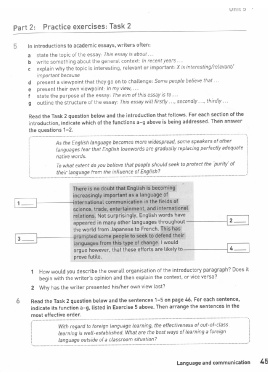 Unit 5
Part 2: Practice exercises: Task 2
5 In introductions to academic essays, writers often:
a state the topic of the essay: This essay is about ...
b write something about the general context: In recent years ...
c explain why the topic is interesting, relevant or important: X is interesting/relevant/
important because
d present a viewpoint that they go on to challenge: Some people believe that ...
e present their own viewpoint: In my view, ...
f state the purpose of the essay: The aim of this essay is to ...
g outline the structure of the essay: This essay will firstly ..., secondly ..., thirdly ...
Read the Task 2 question below and the introduction that follows. For each section of the
introduction, indicate which of the functions a–g above is being addressed. Then answer
the questions 1–2.
As the English language becomes more widespread, some speakers of other
languages fear that English loanwords are gradually replacing perfectly adequate
native words.
To what extent do you believe that people should seek to protect the 'purity' of
their language from the influence of English?
There is no doubt that English is becoming
increasingly important as a language of
1 international communication in the fields of
science, trade, entertainment, and international
relations. Not surprisingly, English words have
appeared in many other languages throughout 2
the world from Japanese to French. This has
3 prompted some people to seek to defend their
languages from this type of change. I would
argue however, that these efforts are likely to 4
prove futile.
1 How would you describe the overall organisation of the introductory paragraph? Does it
begin with the writer's opinion and then explain the context, or vice versa?
2 Why has the writer presented his/her own view last?
6 Read the Task 2 question below and the sentences 1–5 on page 46. For each sentence,
indicate its function a–g, listed in Exercise 5 above. Then arrange the sentences in the
most effective order.
With regard to foreign language learning, the effectiveness of out-of-class
learning is well-established. What are the best ways of learning a foreign
language outside of a classroom situation?
Language and communication 45